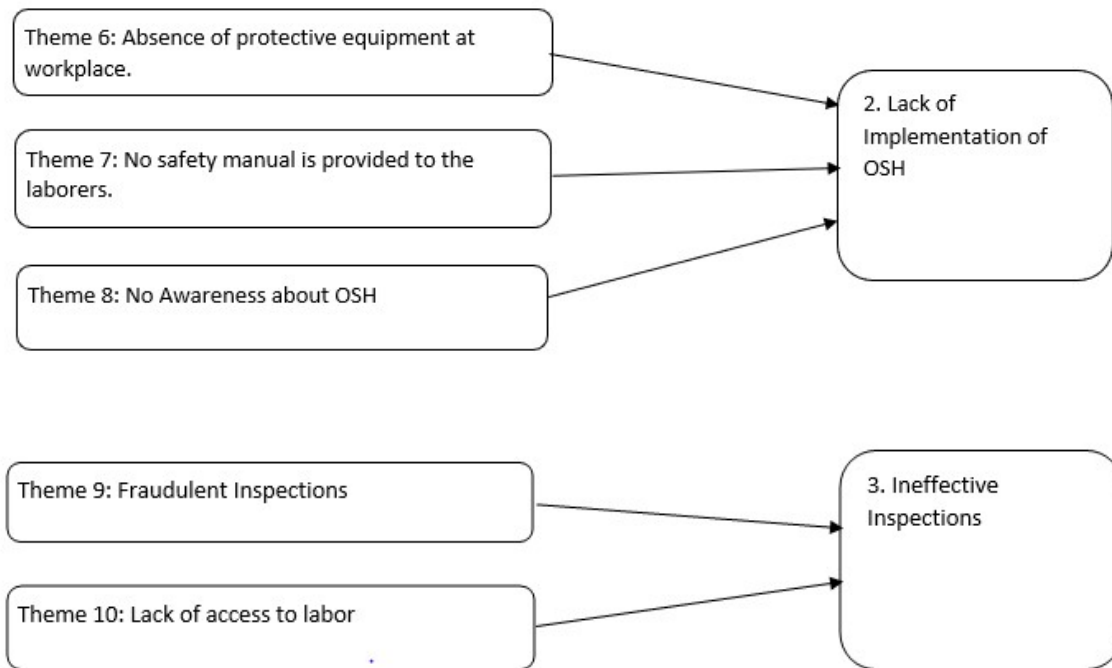 Theme 6: Absence of protective equipment at
workplace.
2. Lack of
Implementation of
OSH
Theme 7: No safety manual is provided to the
laborers.
Theme 8: No Awareness about OSH
Theme 9: Fraudulent Inspections
3. Ineffective
Inspections
Theme 10: Lack of access to labor